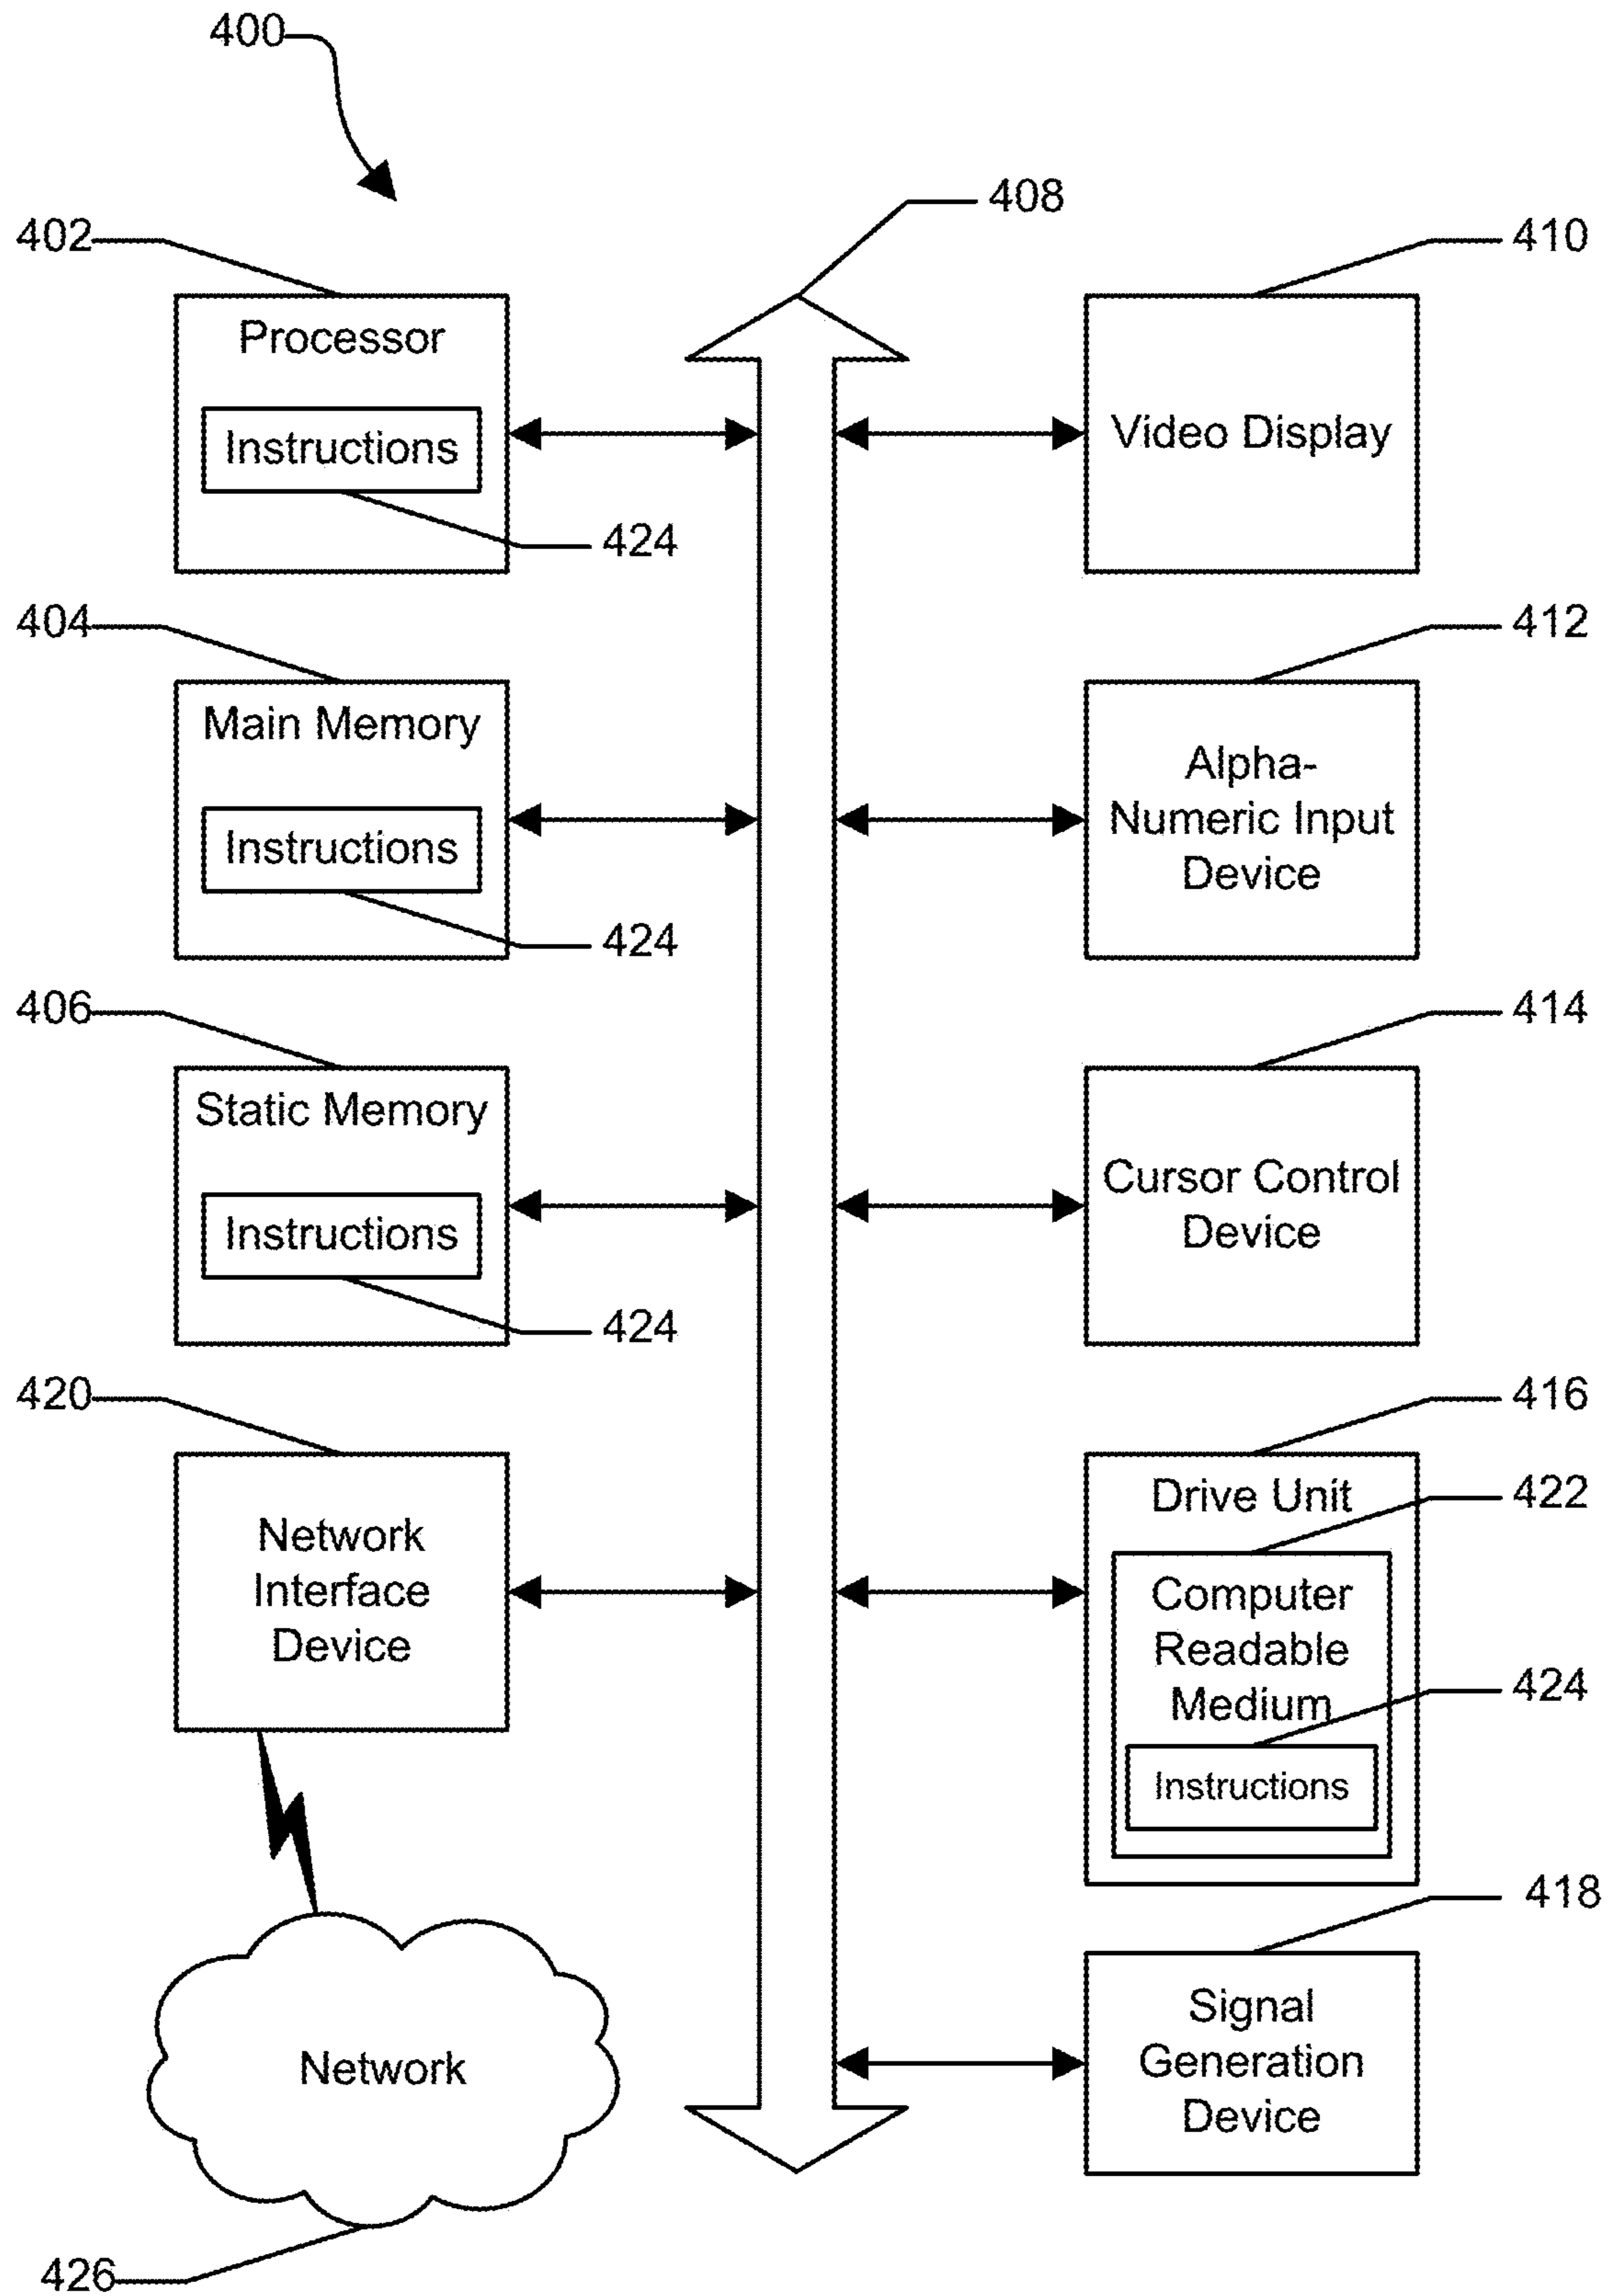 400
408
402
410
Processor
Instructions
Video Display
424
404
412
Main Memory
Alpha-
Numeric Input
Device
Instructions
424
406
414
Static Memory
Cursor Control
Device
Instructions
424
420
416
Network
Interface
Device
Drive Unit
422
Computer
Readable
Medium
424
Instructions
418
Signal
Generation
Device
Network
426